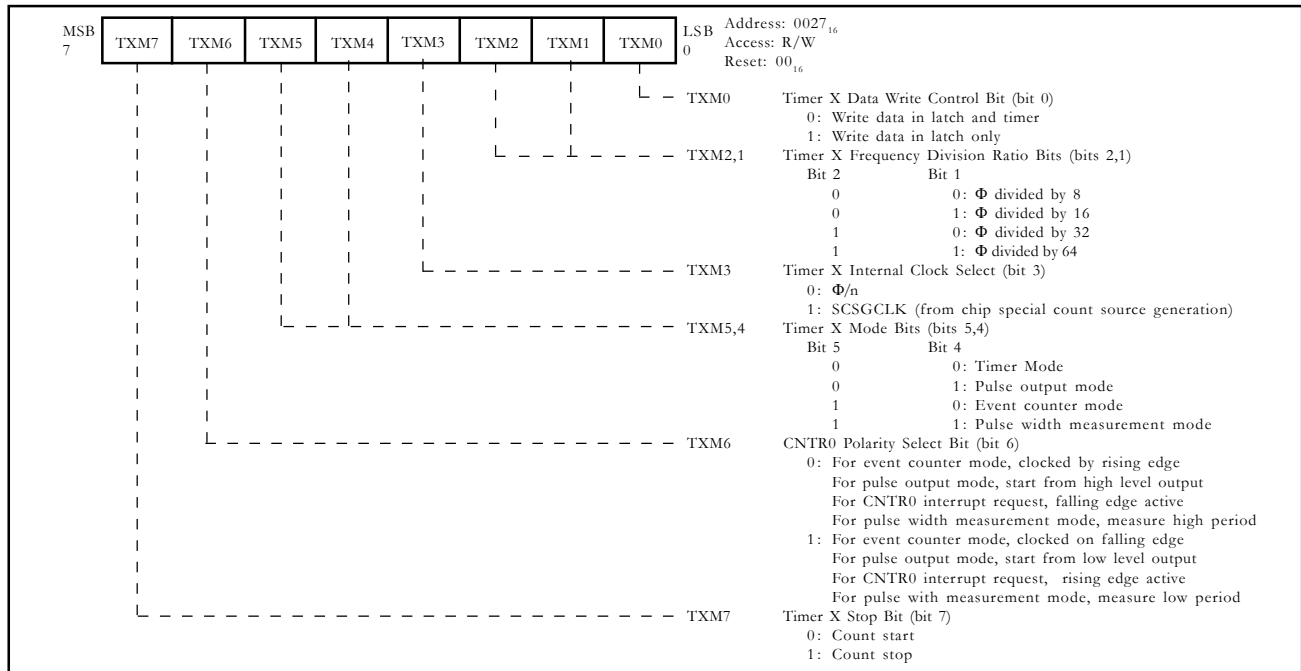 MSB
7
TXM7 TXM6 TXM5 TXM4 TXM3 TXM2 TXM1 TXM0
LSB
0
Address: 0027₁₆
Access: R/W
Reset: 00₁₆
TXM0 Timer X Data Write Control Bit (bit 0)
0: Write data in latch and timer
1: Write data in latch only
TXM2,1 Timer X Frequency Division Ratio Bits (bits 2,1)
Bit 2 Bit 1
0 0: Φ divided by 8
0 1: Φ divided by 16
1 0: Φ divided by 32
1 1: Φ divided by 64
TXM3 Timer X Internal Clock Select (bit 3)
0: Φ/n
1: SCSGCLK (from chip special count source generation)
TXM5,4 Timer X Mode Bits (bits 5,4)
Bit 5 Bit 4
0 0: Timer Mode
0 1: Pulse output mode
1 0: Event counter mode
1 1: Pulse width measurement mode
TXM6 CNTR0 Polarity Select Bit (bit 6)
0: For event counter mode, clocked by rising edge
For pulse output mode, start from high level output
For CNTR0 interrupt request, falling edge active
For pulse width measurement mode, measure high period
1: For event counter mode, clocked on falling edge
For pulse output mode, start from low level output
For CNTR0 interrupt request, rising edge active
For pulse with measurement mode, measure low period
TXM7 Timer X Stop Bit (bit 7)
0: Count start
1: Count stop